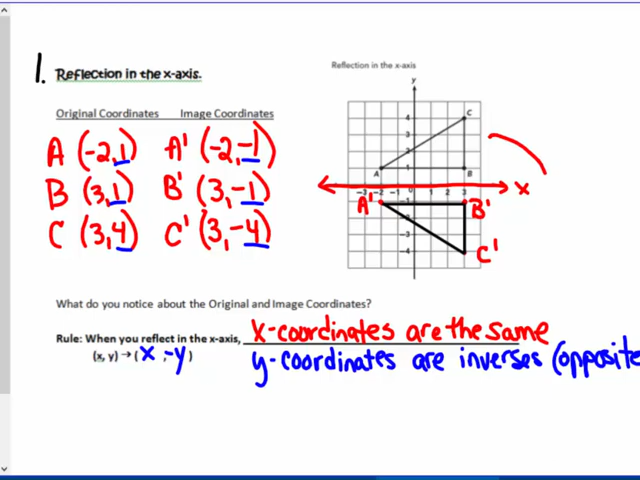 1. Reflection in the x-axis.
Reflection in the x-axis
Original Coordinates Image Coordinates
A (-2,1) A' (-2,-1)
B (3,1) B' (3,-1)
C (3,4) C' (3,-4)
y
C
4
3
2
1
A B
-3 -2 -1 0 1 2 3 x
A' -1 B'
-2
-3
-4 C'
What do you notice about the Original and Image Coordinates?
Rule: When you reflect in the x-axis, x-coordinates are the same
(x, y) → ( x , -y ) y-coordinates are inverses (opposite